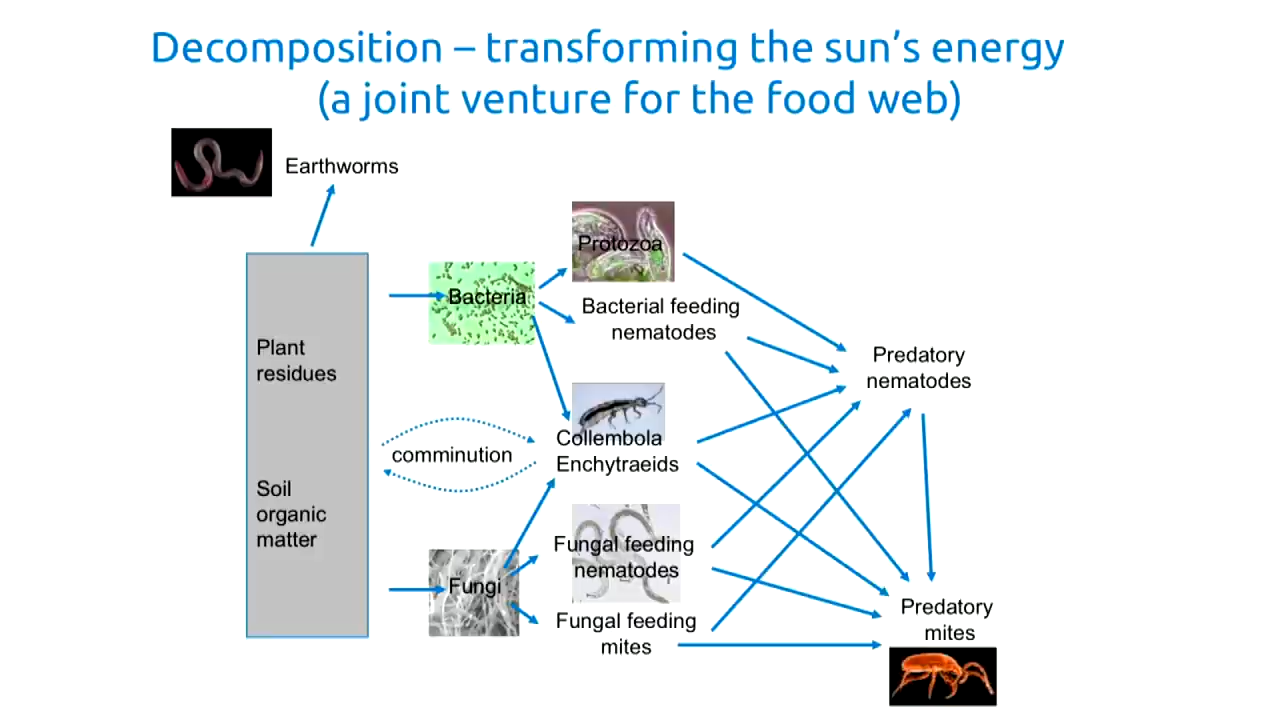 Decomposition – transforming the sun's energy
(a joint venture for the food web)
Earthworms
Plant
residues
Soil
organic
matter
comminution
Bacteria
Fungi
Protozoa
Bacterial feeding
nematodes
Collembola
Enchytraeids
Fungal feeding
nematodes
Fungal feeding
mites
Predatory
nematodes
Predatory
mites